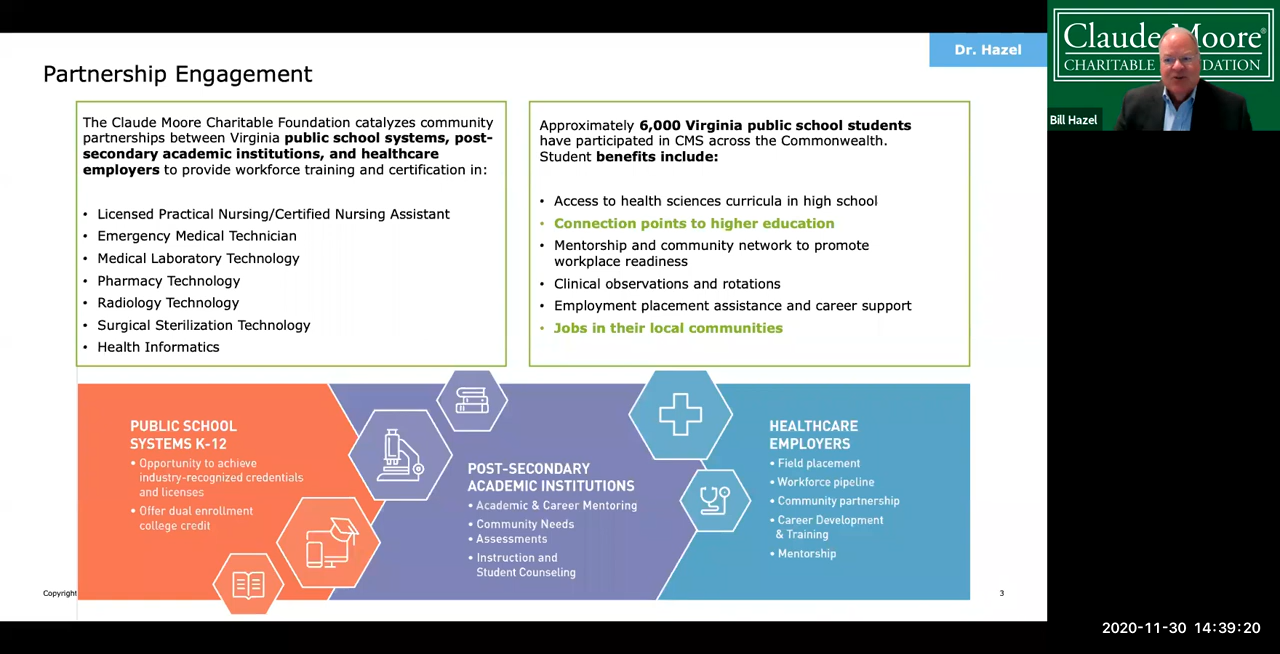 Dr. Hazel
Partnership Engagement
The Claude Moore Charitable Foundation catalyzes community
partnerships between Virginia public school systems, post-
secondary academic institutions, and healthcare
employers to provide workforce training and certification in:
• Licensed Practical Nursing/Certified Nursing Assistant
• Emergency Medical Technician
• Medical Laboratory Technology
• Pharmacy Technology
• Radiology Technology
• Surgical Sterilization Technology
• Health Informatics
Approximately 6,000 Virginia public school students
have participated in CMS across the Commonwealth.
Student benefits include:
• Access to health sciences curricula in high school
• Connection points to higher education
• Mentorship and community network to promote
workplace readiness
• Clinical observations and rotations
• Employment placement assistance and career support
• Jobs in their local communities
PUBLIC SCHOOL
SYSTEMS K-12
• Opportunity to achieve
industry-recognized credentials
and licenses
• Offer dual enrollment
college credit
POST-SECONDARY
ACADEMIC INSTITUTIONS
• Academic & Career Mentoring
• Community Needs
• Assessments
• Instruction and
Student Counseling
HEALTHCARE
EMPLOYERS
• Field placement
• Workforce pipeline
• Community partnership
• Career Development
& Training
• Mentorship
Copyright
3
Claude Moore®
CHARITABLE
Bill Hazel
2020-11-30 14:39:20